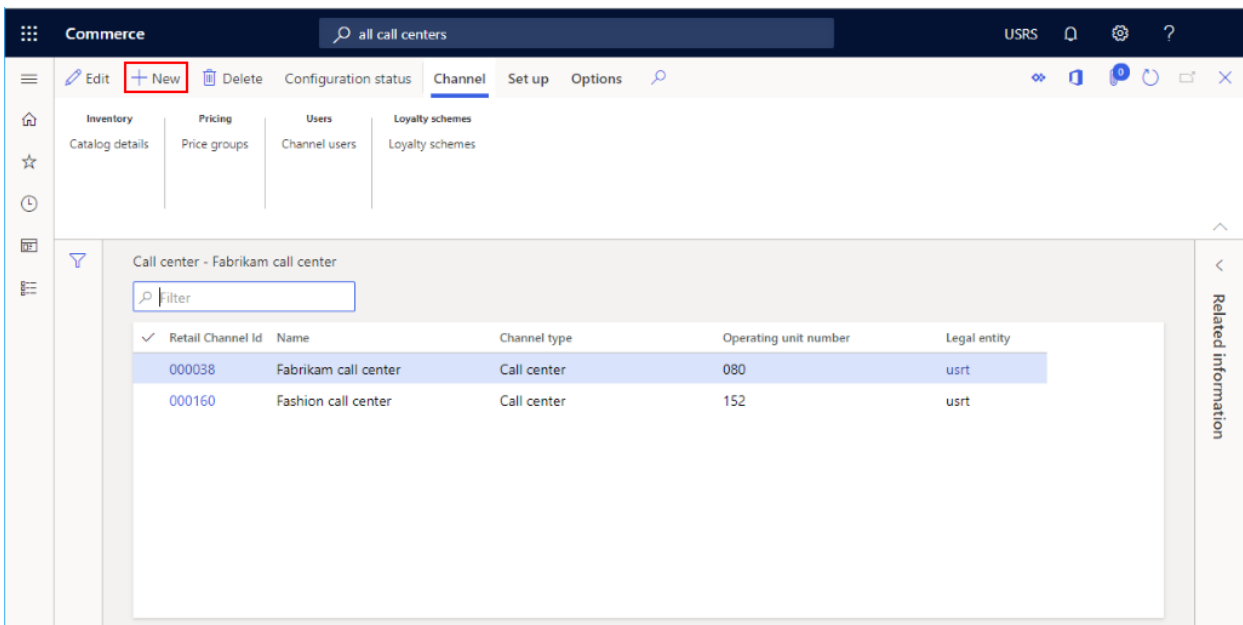 Commerce all call centers USRS ?
Edit New Delete Configuration status Channel Set up Options 0
Inventory Pricing Users Loyalty schemes
Catalog details Price groups Channel users Loyalty schemes
Call center - Fabrikam call center
Filter
Retail Channel Id Name Channel type Operating unit number Legal entity
000038 Fabrikam call center Call center 080 usrt
000160 Fashion call center Call center 152 usrt
Related information